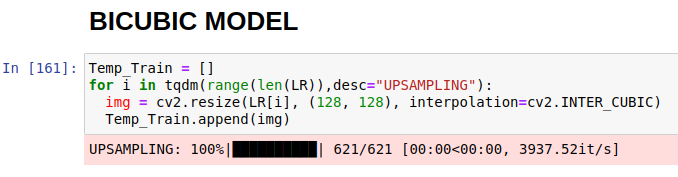 BICUBIC MODEL
In [161]: Temp_Train = []
for i in tqdm(range(len(LR)),desc="UPSAMPLING"):
  img = cv2.resize(LR[i], (128, 128), interpolation=cv2.INTER_CUBIC)
  Temp_Train.append(img)
UPSAMPLING: 100%|██████████| 621/621 [00:00<00:00, 3937.52it/s]